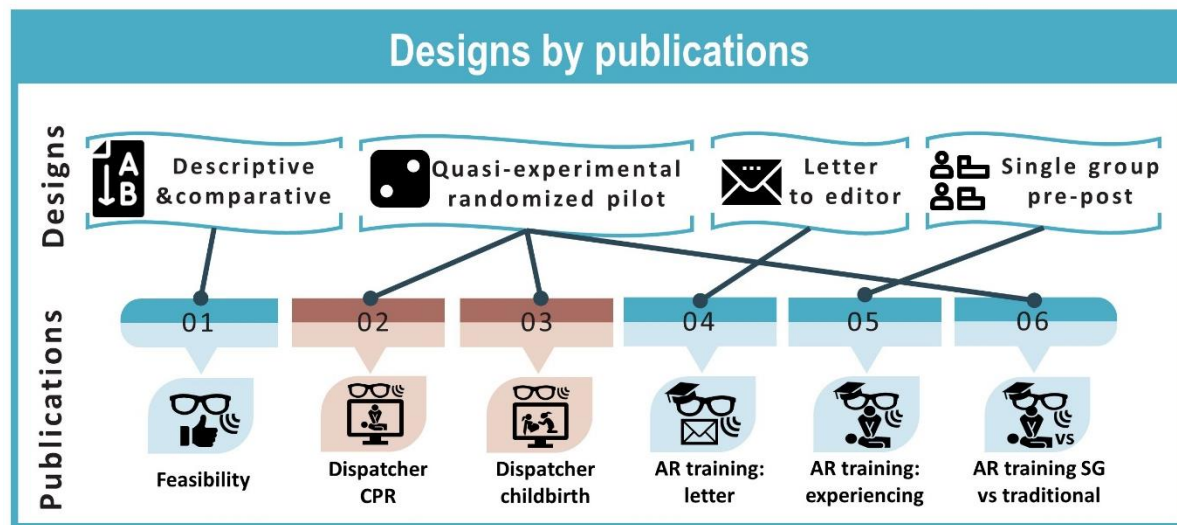 Designs by publications
Designs
A
B
Descriptive
&comparative
Quasi-experimental
randomized pilot
Letter
to editor
Single group
pre-post
Publications
01
02
03
04
05
06
vs
Feasibility
Dispatcher
CPR
Dispatcher
childbirth
AR training:
letter
AR training:
experiencing
AR training SG
vs traditional